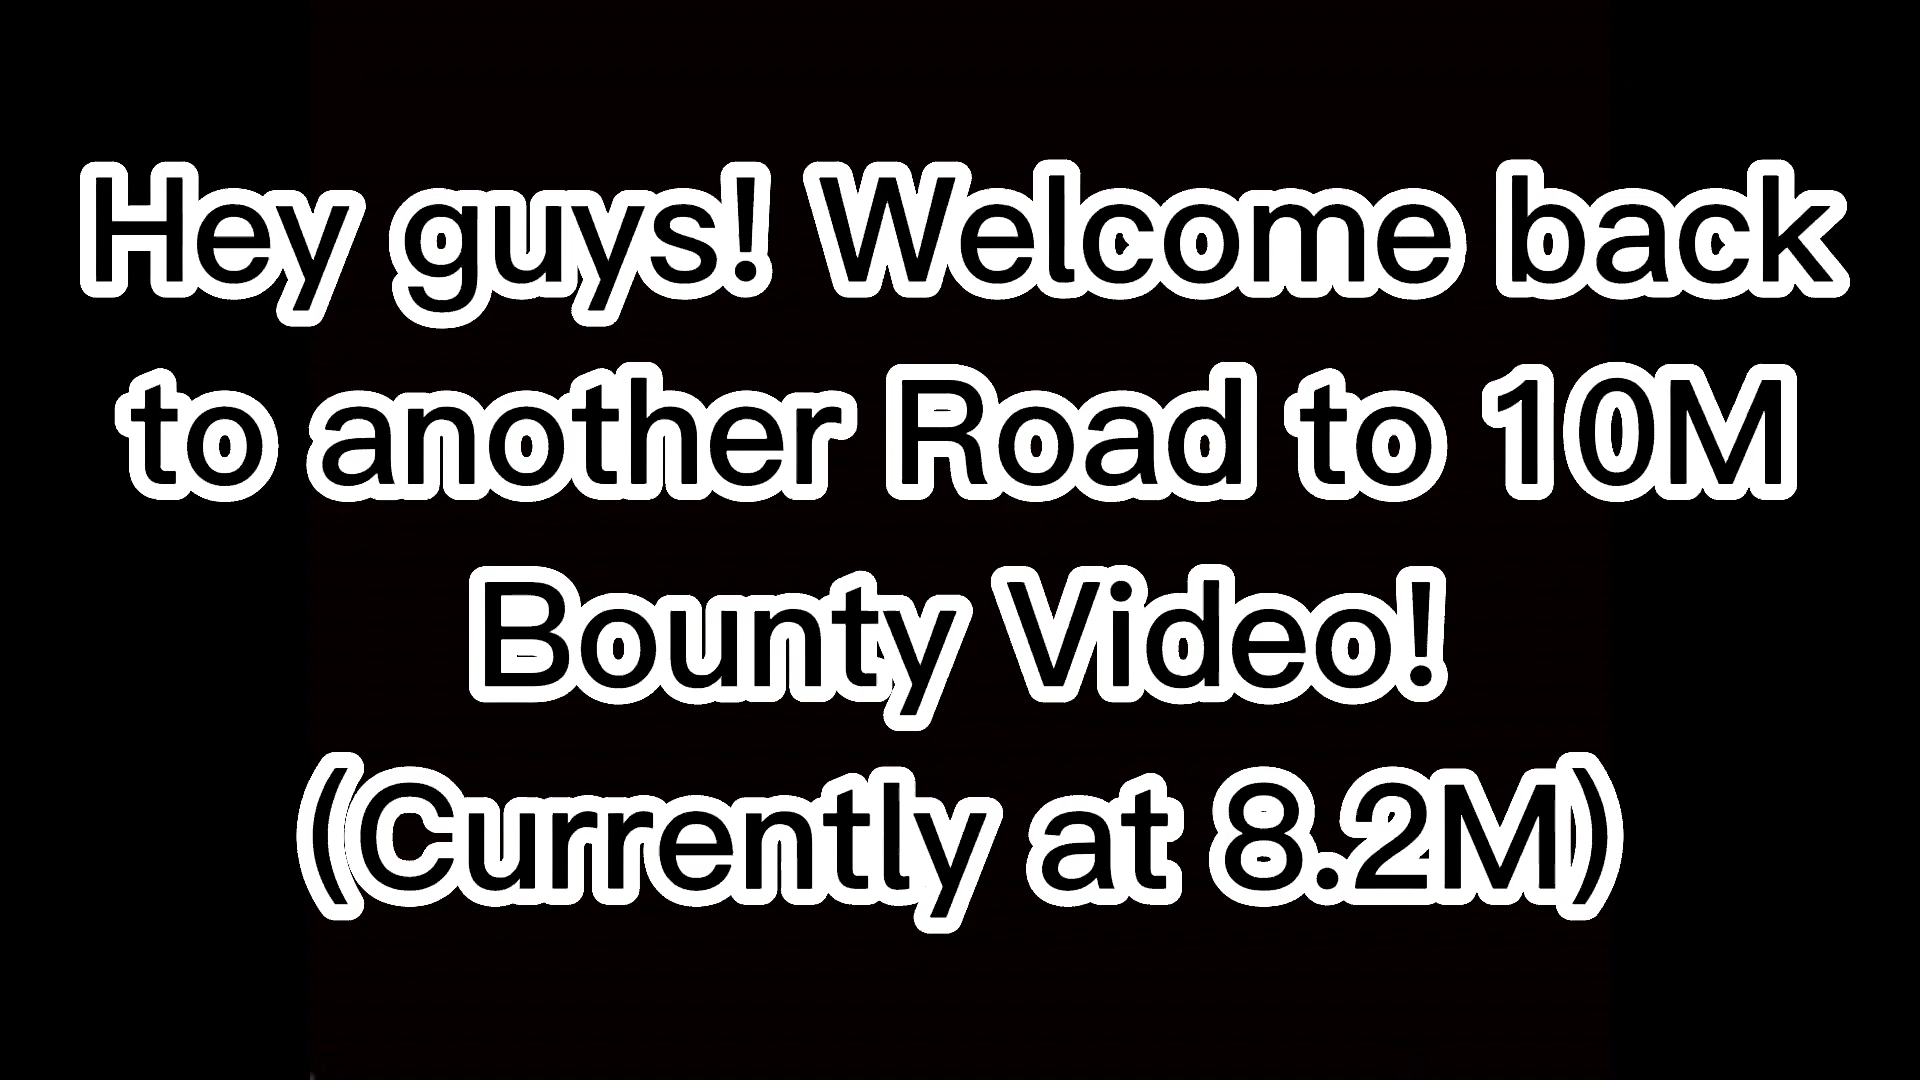 Hey guys! Welcome back
to another Road to 10M
Bounty Video!
(Currently at 8.2M)